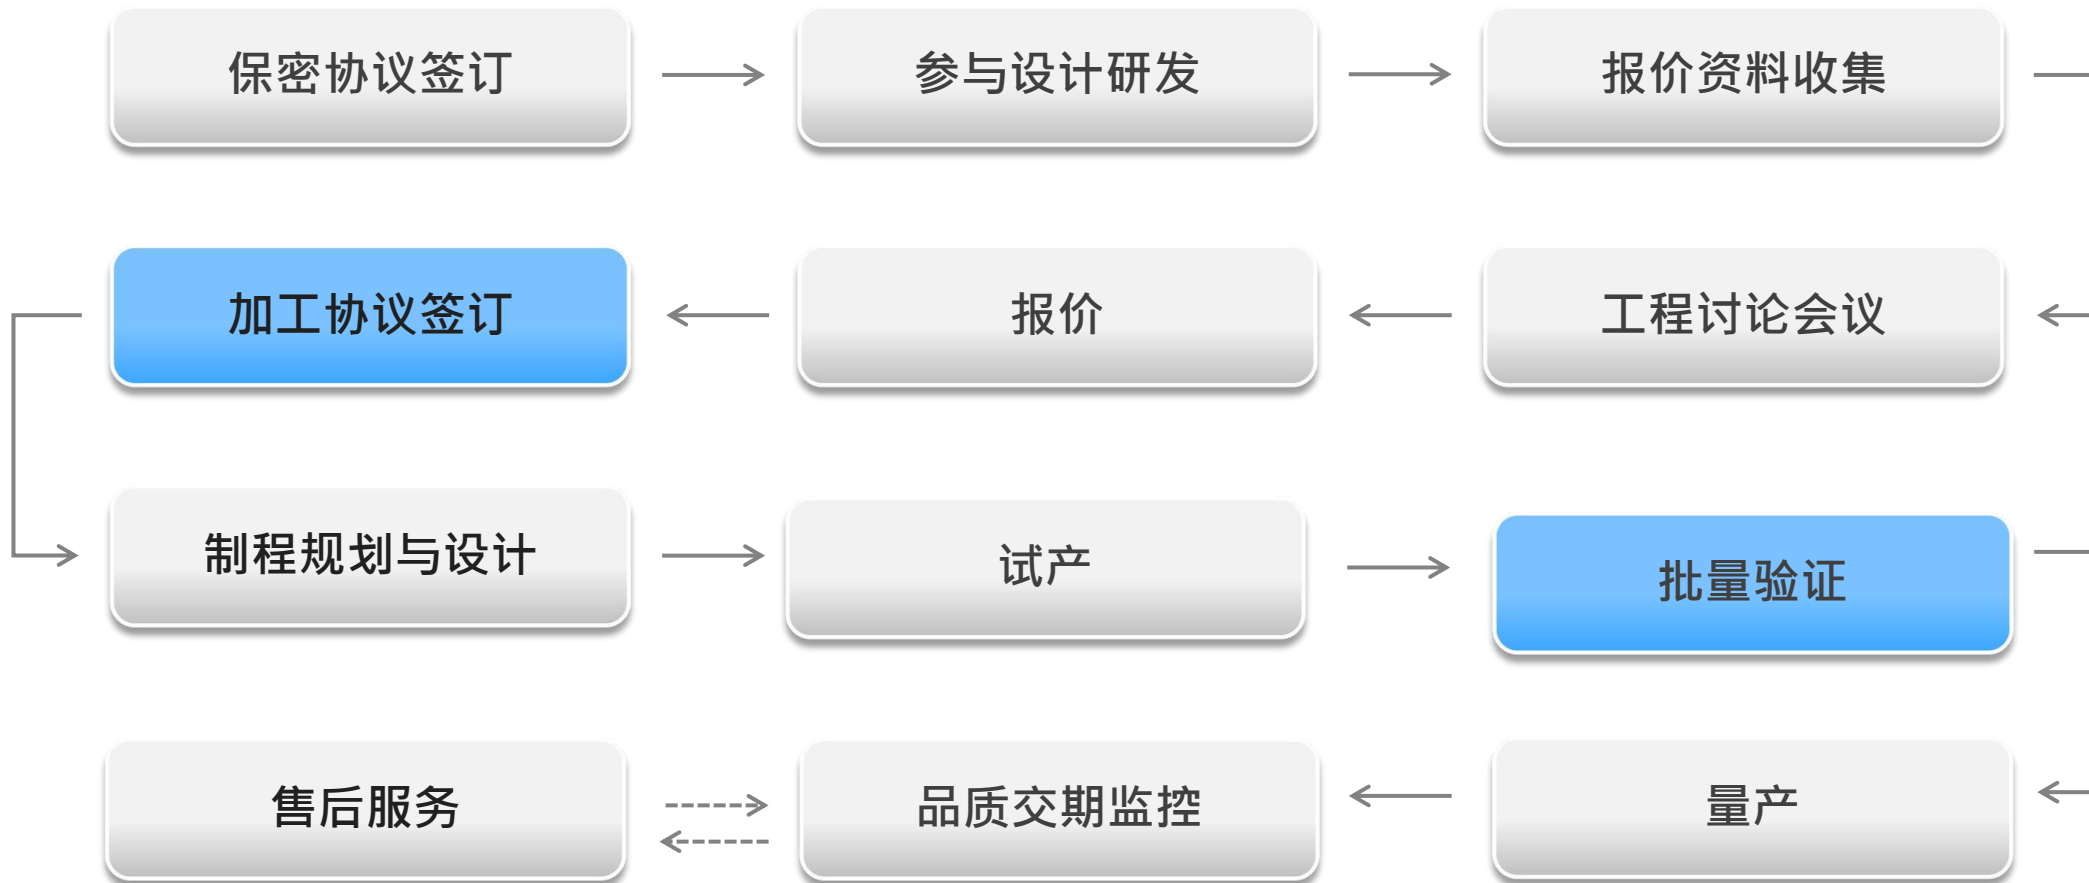 保密协议签订
参与设计研发
报价资料收集
加工协议签订
报价
工程讨论会议
制程规划与设计
试产
批量验证
售后服务
品质交期监控
量产